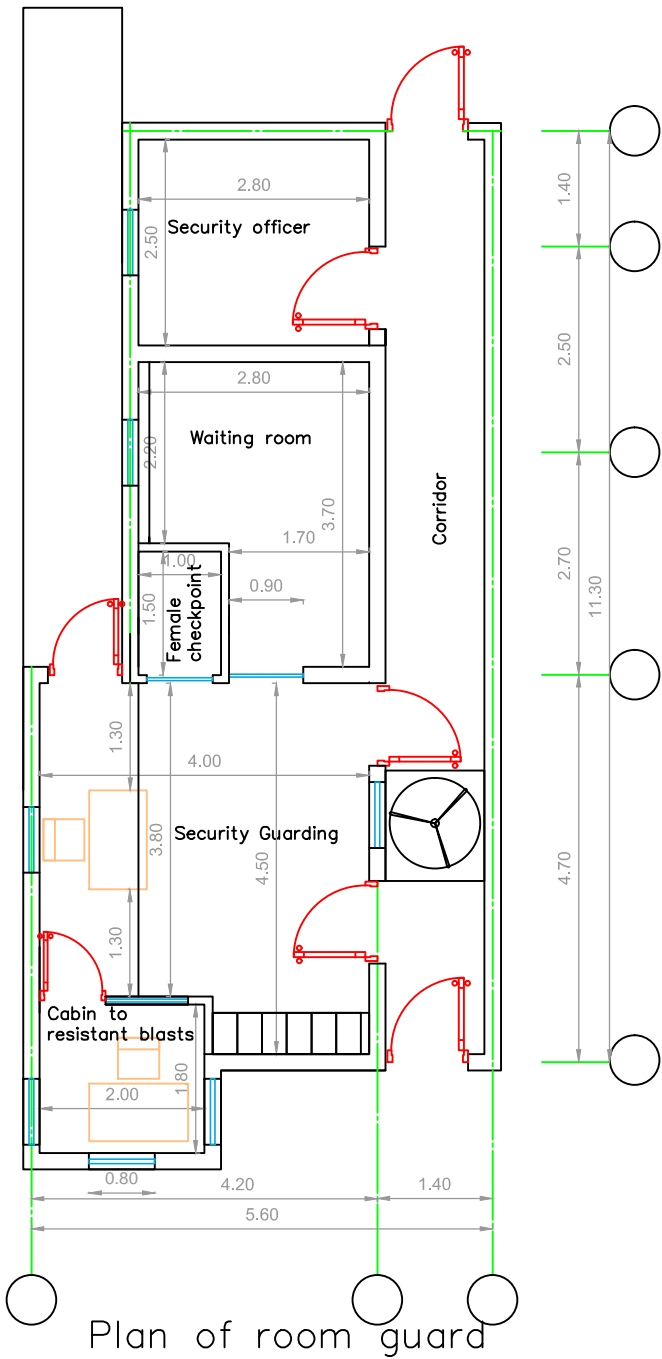 2.80
Security officer
2.50
1.40
2.50
2.80
Waiting room
2.20
3.70
Corridor
1.70
1.00
0.90
1.50
Female
checkpoint
2.70
11.30
1.30
4.00
3.80
Security Guarding
4.50
4.70
1.30
Cabin to
resistant blasts
1.80
2.00
0.80
4.20
1.40
5.60
Plan of room guard